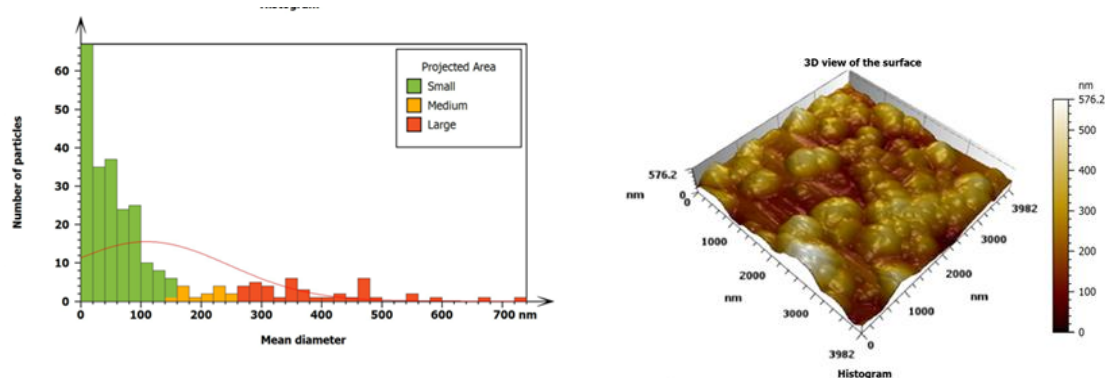 Histogram
Number of particles
60
50
40
30
20
10
0
Projected Area
Small
Medium
Large
0 100 200 300 400 500 600 700 nm
Mean diameter
3D view of the surface
576.2
nm
0
0
1000
2000
nm
3000
3982
0
1000
nm
2000
3000
3982
nm
576.2
500
400
300
200
100
0
Histogram